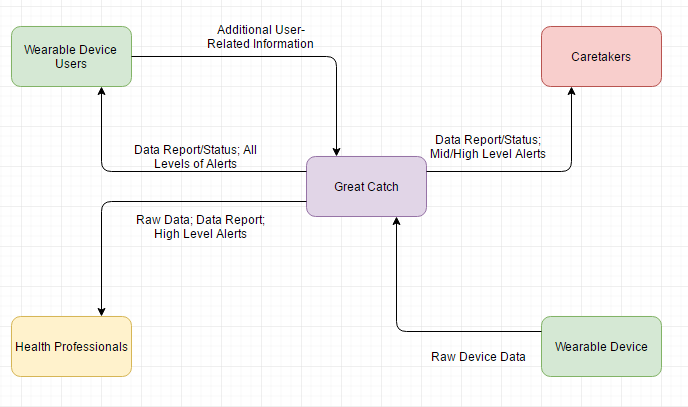 Additional User-
Related Information
Wearable Device
Users
Caretakers
Data Report/Status; All
Levels of Alerts
Data Report/Status;
Mid/High Level Alerts
Great Catch
Raw Data; Data Report;
High Level Alerts
Health Professionals
Wearable Device
Raw Device Data